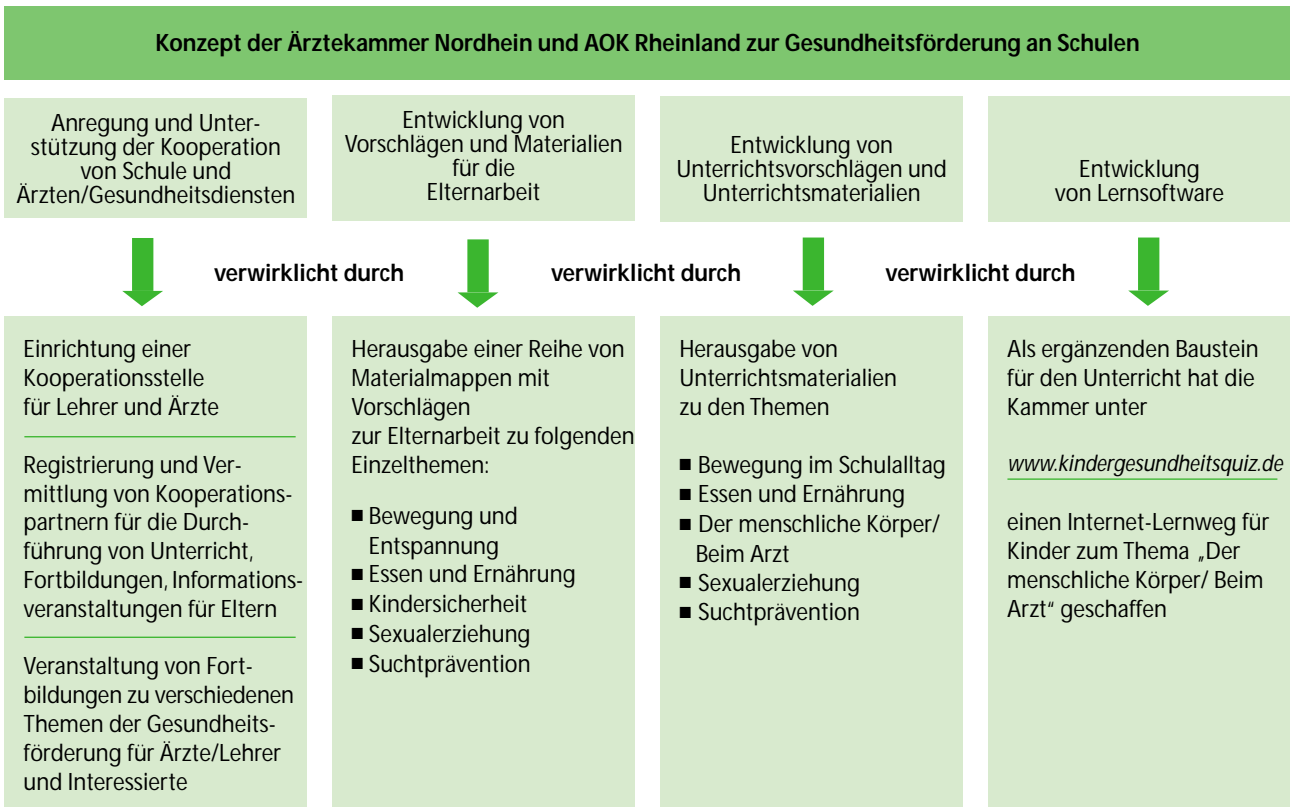 Konzept der Ärztekammer Nordhein und AOK Rheinland zur Gesundheitsförderung an Schulen
Anregung und Unter-
stützung der Kooperation
von Schule und
Ärzten/Gesundheitsdiensten
Entwicklung von
Vorschlägen und Materialien
für die
Elternarbeit
Entwicklung von
Unterrichtsvorschlägen und
Unterrichtsmaterialien
Entwicklung
von Lernsoftware
verwirklicht durch
verwirklicht durch
verwirklicht durch
Einrichtung einer
Kooperationsstelle
für Lehrer und Ärzte
Registrierung und Ver-
mittlung von Kooperations-
partnern für die Durch-
führung von Unterricht,
Fortbildungen, Informations-
veranstaltungen für Eltern
Veranstaltung von Fort-
bildungen zu verschiedenen
Themen der Gesundheits-
förderung für Ärzte/Lehrer
und Interessierte
Herausgabe einer Reihe von
Materialmappen mit
Vorschlägen
zur Elternarbeit zu folgenden
Einzelthemen:
■ Bewegung und
Entspannung
■ Essen und Ernährung
■ Kindersicherheit
■ Sexualerziehung
■ Suchtprävention
Herausgabe von
Unterrichtsmaterialien
zu den Themen
■ Bewegung im Schulalltag
■ Essen und Ernährung
■ Der menschliche Körper/
Beim Arzt
■ Sexualerziehung
■ Suchtprävention
Als ergänzenden Baustein
für den Unterricht hat die
Kammer unter
www.kindergesundheitsquiz.de
einen Internet-Lernweg für
Kinder zum Thema „Der
menschliche Körper/ Beim
Arzt" geschaffen